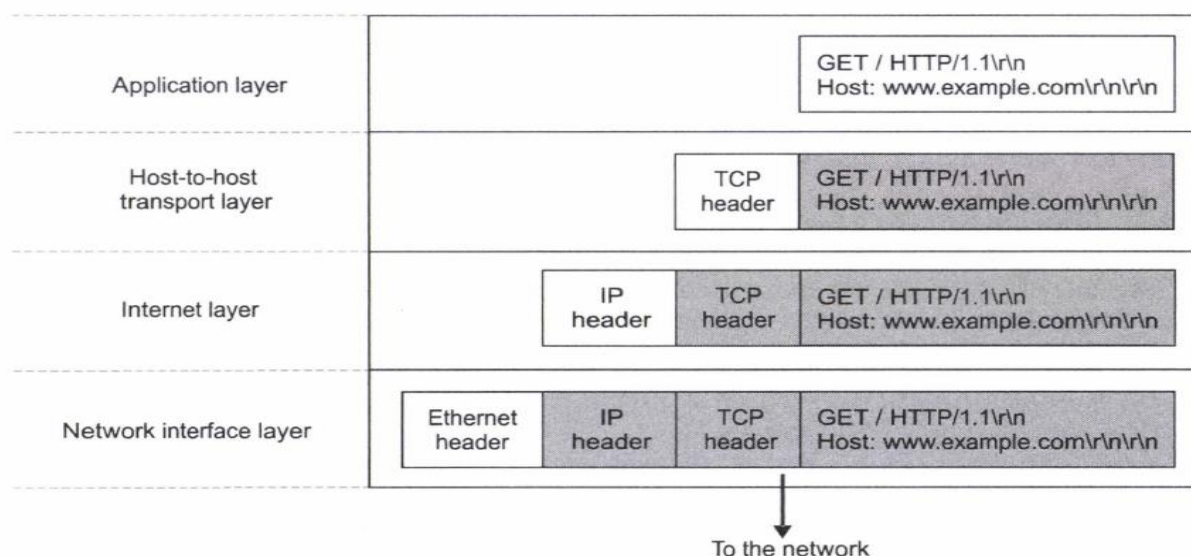 Application layer
GET / HTTP/1.1\r\n
Host: www.example.com\r\n\r\n
Host-to-host
transport layer
TCP
header
GET / HTTP/1.1\r\n
Host: www.example.com\r\n\r\n
Internet layer
IP
header
TCP
header
GET / HTTP/1.1\r\n
Host: www.example.com\r\n\r\n
Network interface layer
Ethernet
header
IP
header
TCP
header
GET / HTTP/1.1\r\n
Host: www.example.com\r\n\r\n
To the network